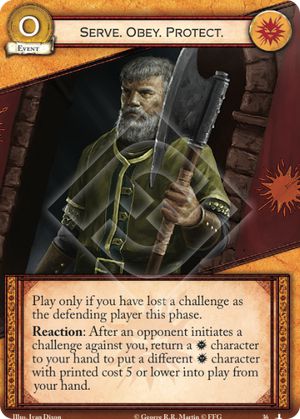 0
SERVE. OBEY. PROTECT.
EVENT
Play only if you have lost a challenge as
the defending player this phase.
Reaction: After an opponent initiates a
challenge against you, return a character
to your hand to put a different character
with printed cost 5 or lower into play from
your hand.
Illus. Ivan Dixon
© George R.R. Martin © FFG